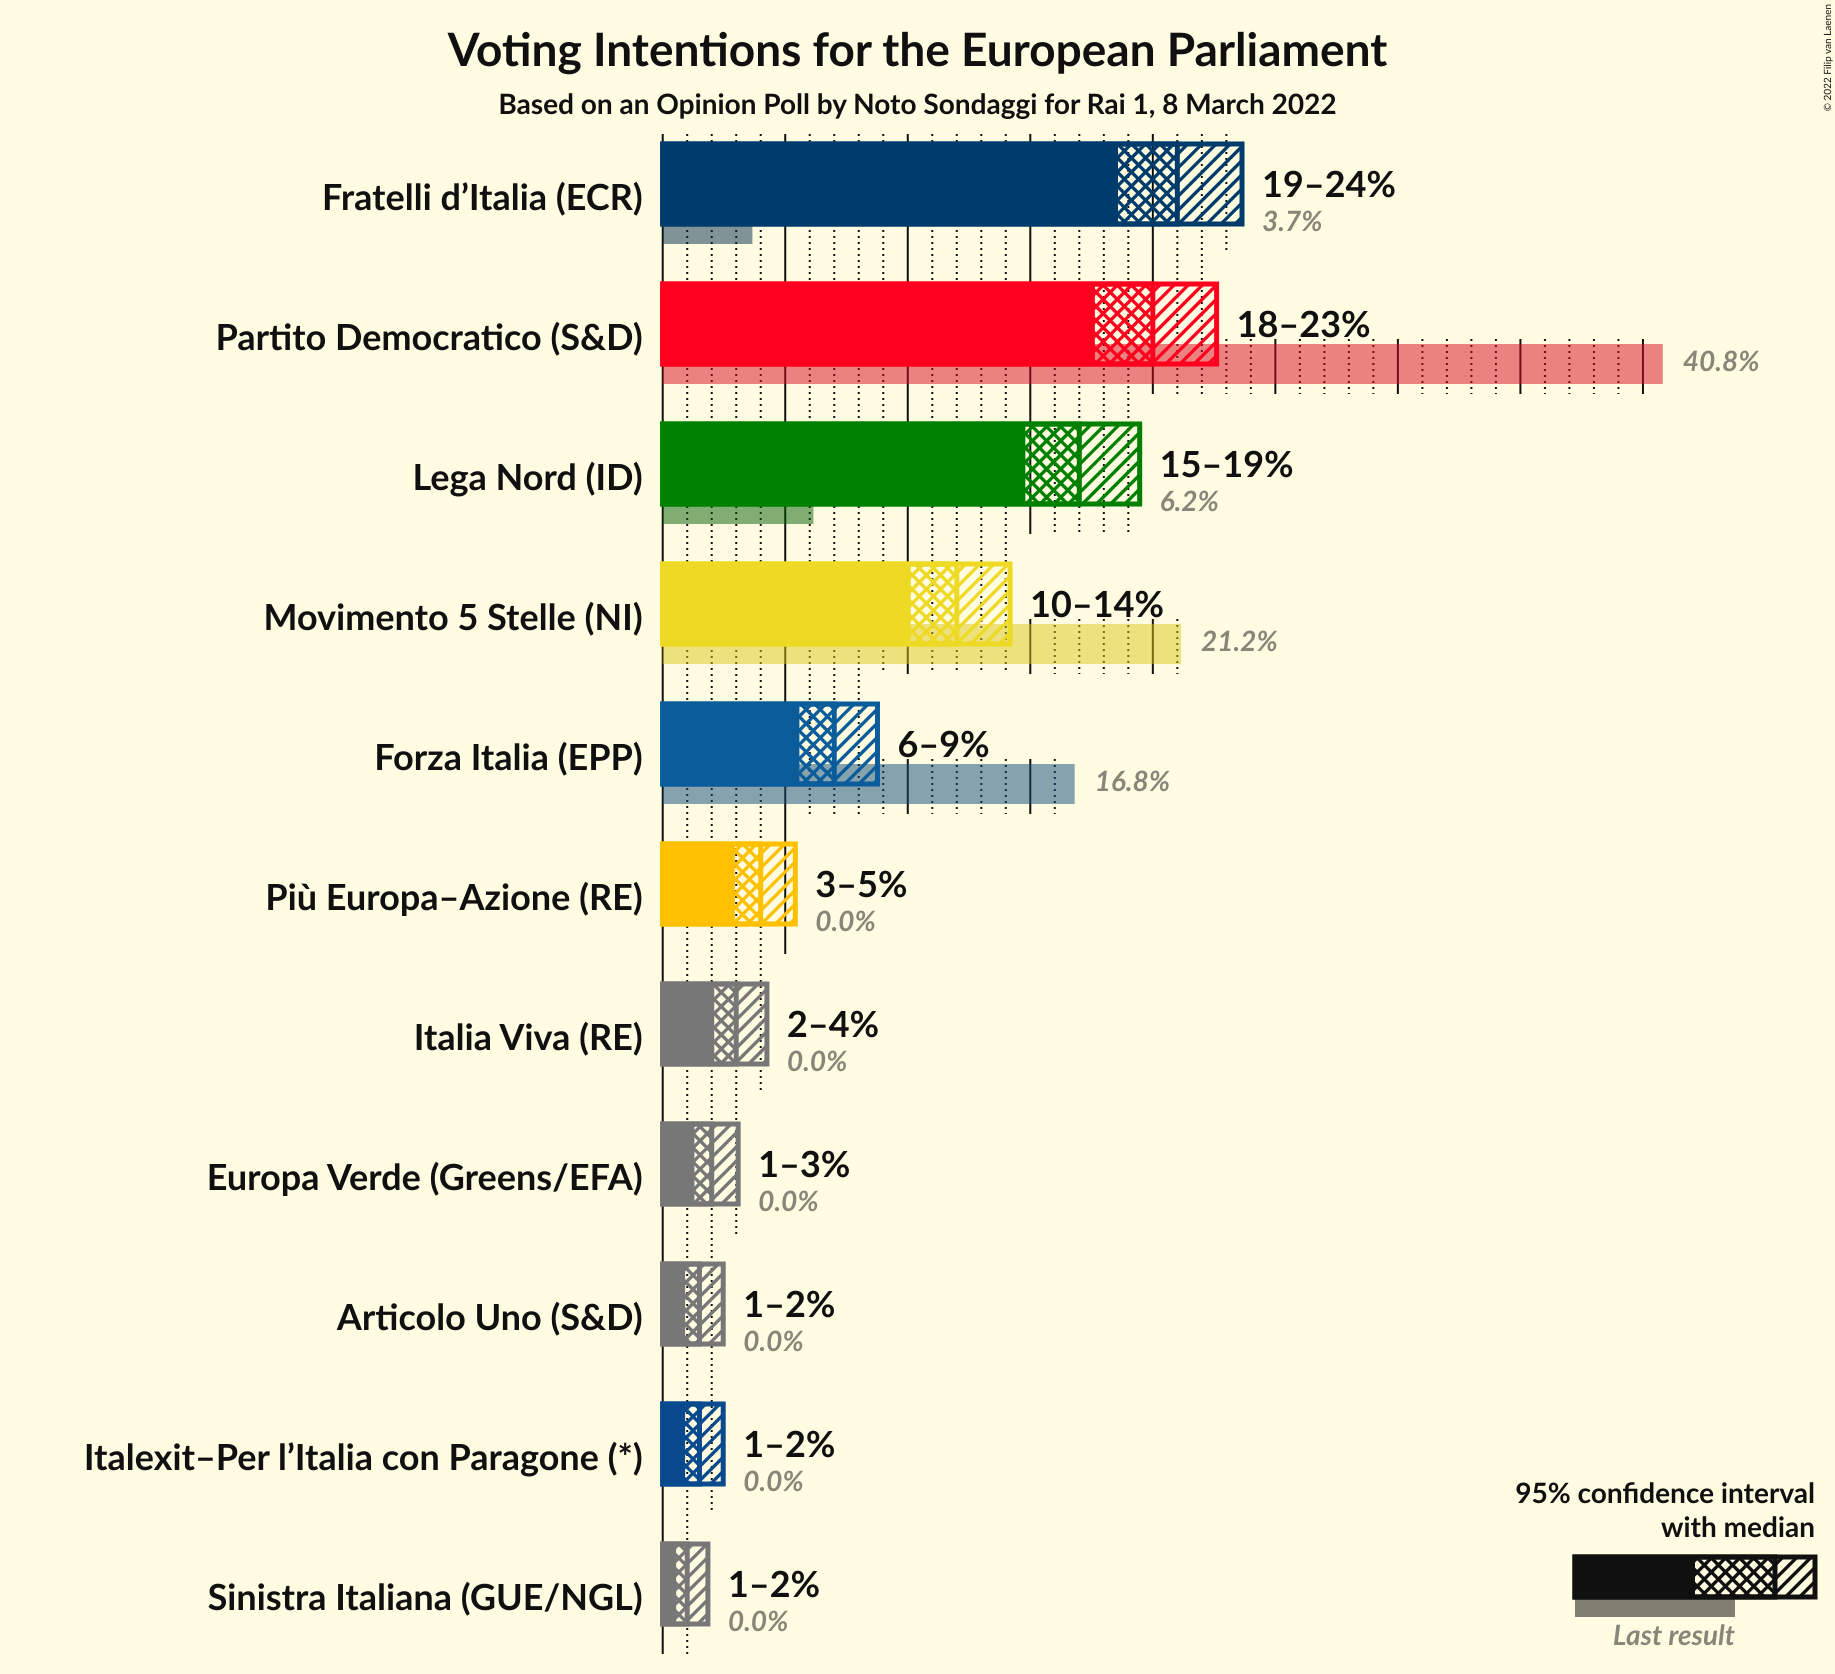 Voting Intentions for the European Parliament
Based on an Opinion Poll by Noto Sondaggi for Rai 1, 8 March 2022
© 2022 Filip van Laenen
Fratelli d’Italia (ECR)
19–24%
3.7%
Partito Democratico (S&D)
18–23%
40.8%
Lega Nord (ID)
15–19%
6.2%
Movimento 5 Stelle (NI)
10–14%
21.2%
Forza Italia (EPP)
6–9%
16.8%
Più Europa–Azione (RE)
3–5%
0.0%
Italia Viva (RE)
2–4%
0.0%
Europa Verde (Greens/EFA)
1–3%
0.0%
Articolo Uno (S&D)
1–2%
0.0%
Italexit–Per l’Italia con Paragone (*)
1–2%
0.0%
Sinistra Italiana (GUE/NGL)
1–2%
0.0%
95% confidence interval
with median
Last result